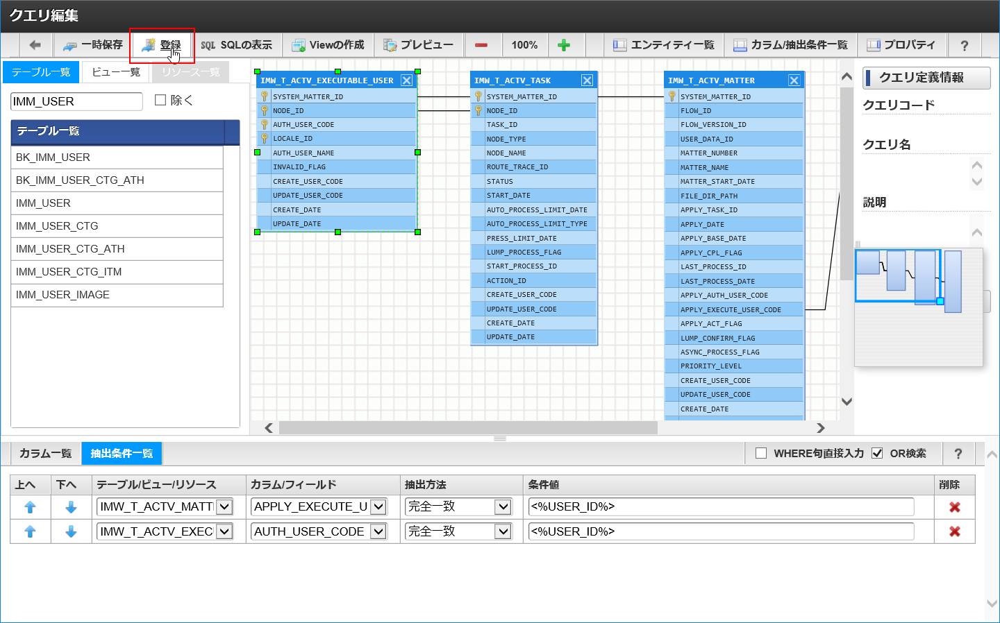 クエリ編集
一時保存 登録 SQL SQLの表示 Viewの作成 プレビュー 100% エンティティー覧 カラム/抽出条件一覧 プロパティ ?
テーブル一覧 ビュー一覧 リソース一覧
IMM_USER 除く
テーブル一覧
BK_IMM_USER
BK_IMM_USER_CTG_ATH
IMM_USER
IMM_USER_CTG
IMM_USER_CTG_ATH
IMM_USER_CTG_ITM
IMM_USER_IMAGE
IMW_T_ACTV_EXECUTABLE_USER
SYSTEM_MATTER_ID
NODE_ID
AUTH_USER_CODE
LOCALE_ID
AUTH_USER_NAME
INVALID_FLAG
CREATE_USER_CODE
UPDATE_USER_CODE
CREATE_DATE
UPDATE_DATE
IMW_T_ACTV_TASK
SYSTEM_MATTER_ID
NODE_ID
TASK_ID
NODE_TYPE
NODE_NAME
ROUTE_TRACE_ID
STATUS
START_DATE
AUTO_PROCESS_LIMIT_DATE
AUTO_PROCESS_LIMIT_TYPE
PRESS_LIMIT_DATE
LUMP_PROCESS_FLAG
START_PROCESS_ID
ACTION_ID
CREATE_USER_CODE
UPDATE_USER_CODE
CREATE_DATE
UPDATE_DATE
IMW_T_ACTV_MATTER
SYSTEM_MATTER_ID
FLOW_ID
FLOW_VERSION_ID
USER_DATA_ID
MATTER_NUMBER
MATTER_NAME
MATTER_START_DATE
FILE_DIR_PATH
APPLY_TASK_ID
APPLY_DATE
APPLY_BASE_DATE
APPLY_CPL_FLAG
LAST_PROCESS_ID
LAST_PROCESS_DATE
APPLY_AUTH_USER_CODE
APPLY_EXECUTE_USER_CODE
APPLY_ACT_FLAG
LUMP_CONFIRM_FLAG
ASYNC_PROCESS_FLAG
PRIORITY_LEVEL
CREATE_USER_CODE
UPDATE_USER_CODE
CREATE_DATE
クエリ定義情報
クエリコード
クエリ名
説明
カラム一覧 抽出条件一覧 WHERE句直接入力 OR検索 ?
上へ 下へ テーブル/ビュー/リソース カラム/フィールド 抽出方法 条件値 削除
IMW_T_ACTV_MATT APPLY_EXECUTE_U 完全一致 <%USER_ID%>
IMW_T_ACTV_EXEC AUTH_USER_CODE 完全一致 <%USER_ID%>